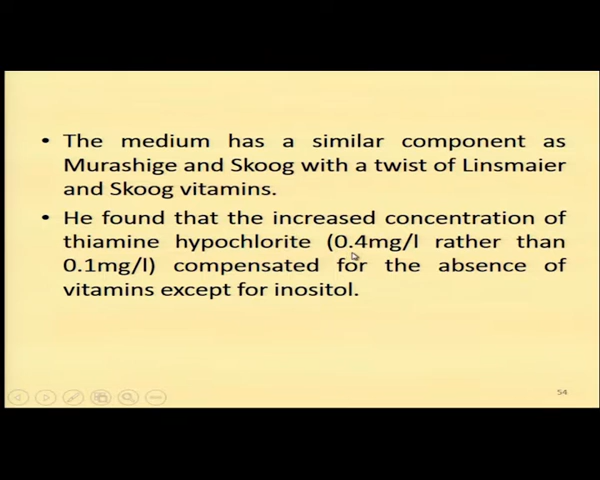 • The medium has a similar component as
Murashige and Skoog with a twist of Linsmaier
and Skoog vitamins.
• He found that the increased concentration of
thiamine hypochlorite (0.4mg/l rather than
0.1mg/l) compensated for the absence of
vitamins except for inositol.
54